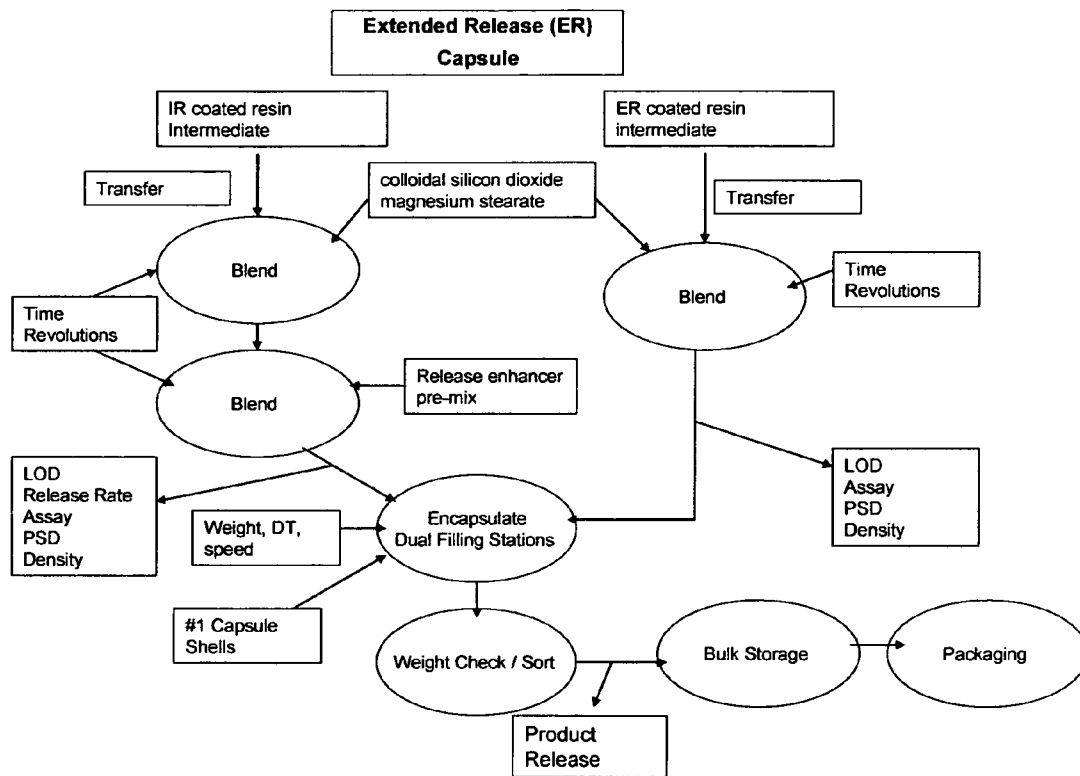 Extended Release (ER)
Capsule
IR coated resin
Intermediate
ER coated resin
intermediate
Transfer
colloidal silicon dioxide
magnesium stearate
Transfer
Blend
Blend
Time
Revolutions
Time
Revolutions
Blend
Release enhancer
pre-mix
LOD
Release Rate
Assay
PSD
Density
LOD
Assay
PSD
Density
Weight, DT,
speed
Encapsulate
Dual Filling Stations
#1 Capsule
Shells
Weight Check / Sort
Bulk Storage
Packaging
Product
Release